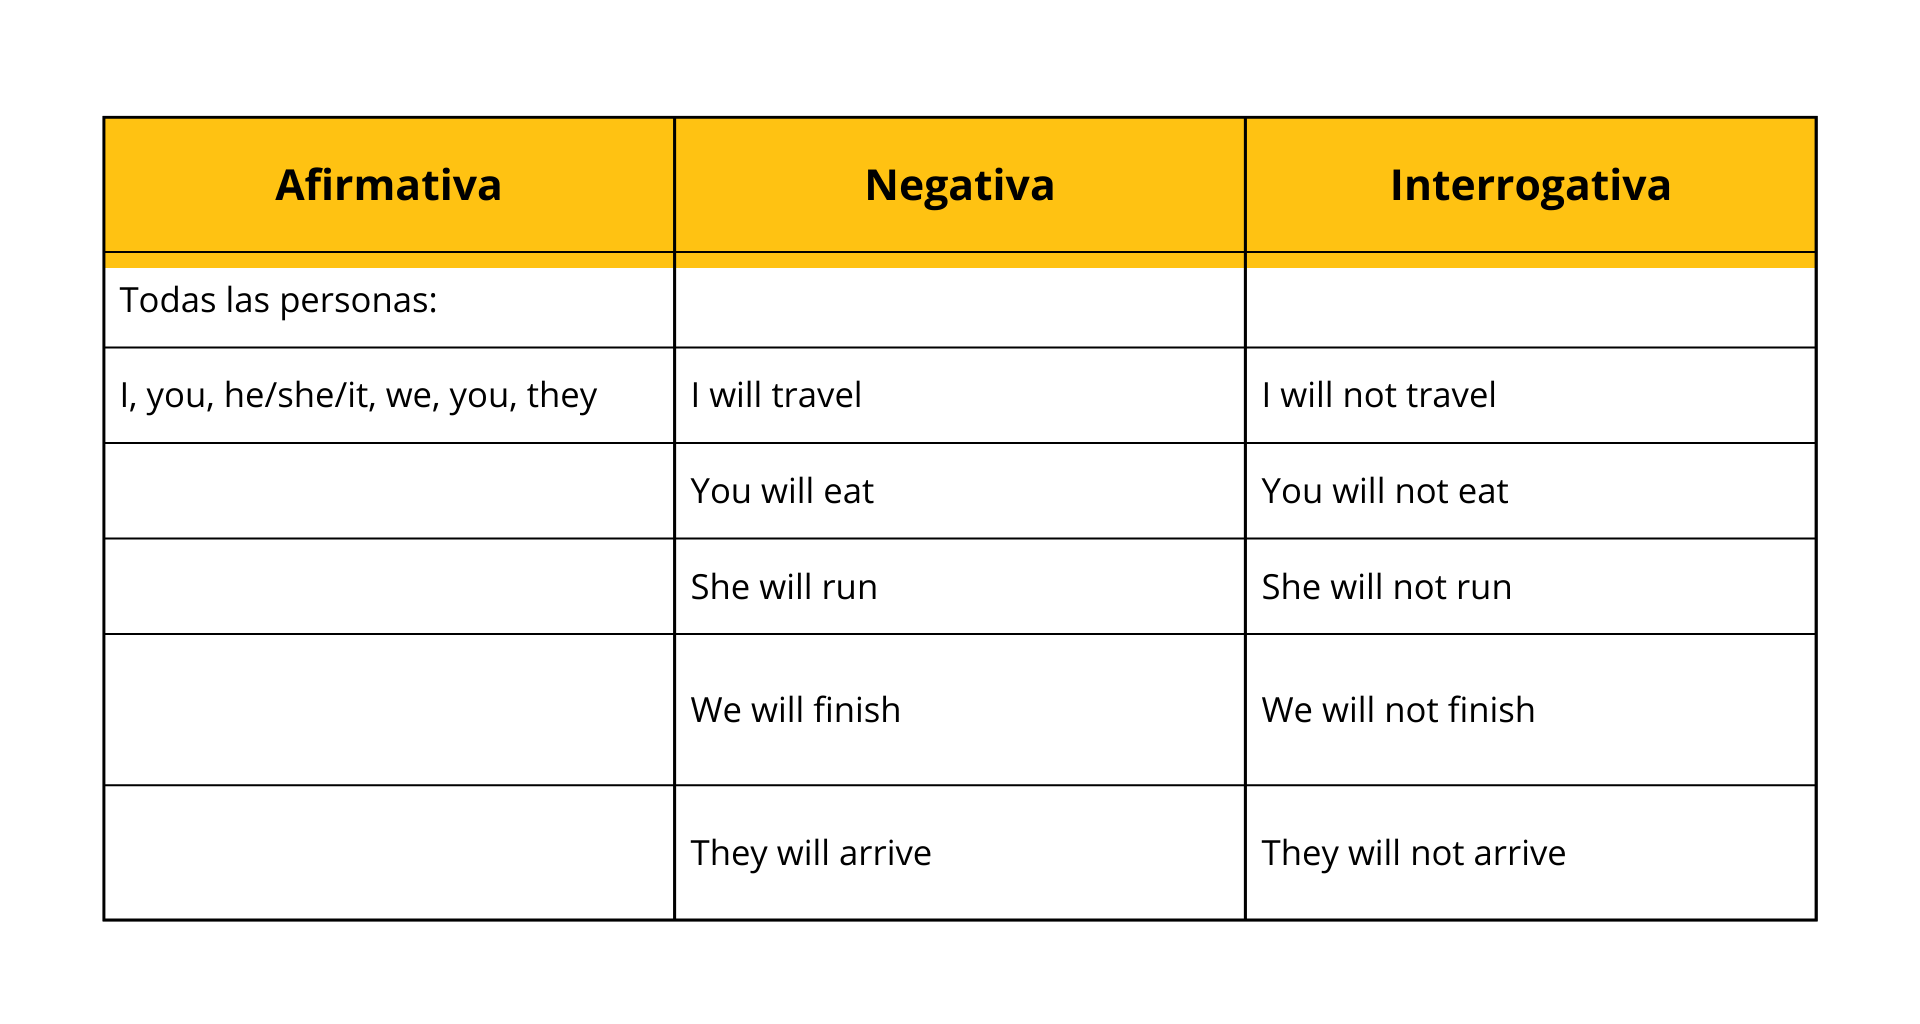 Afirmativa Negativa Interrogativa
Todas las personas:
I, you, he/she/it, we, you, they I will travel I will not travel
You will eat You will not eat
She will run She will not run
We will finish We will not finish
They will arrive They will not arrive